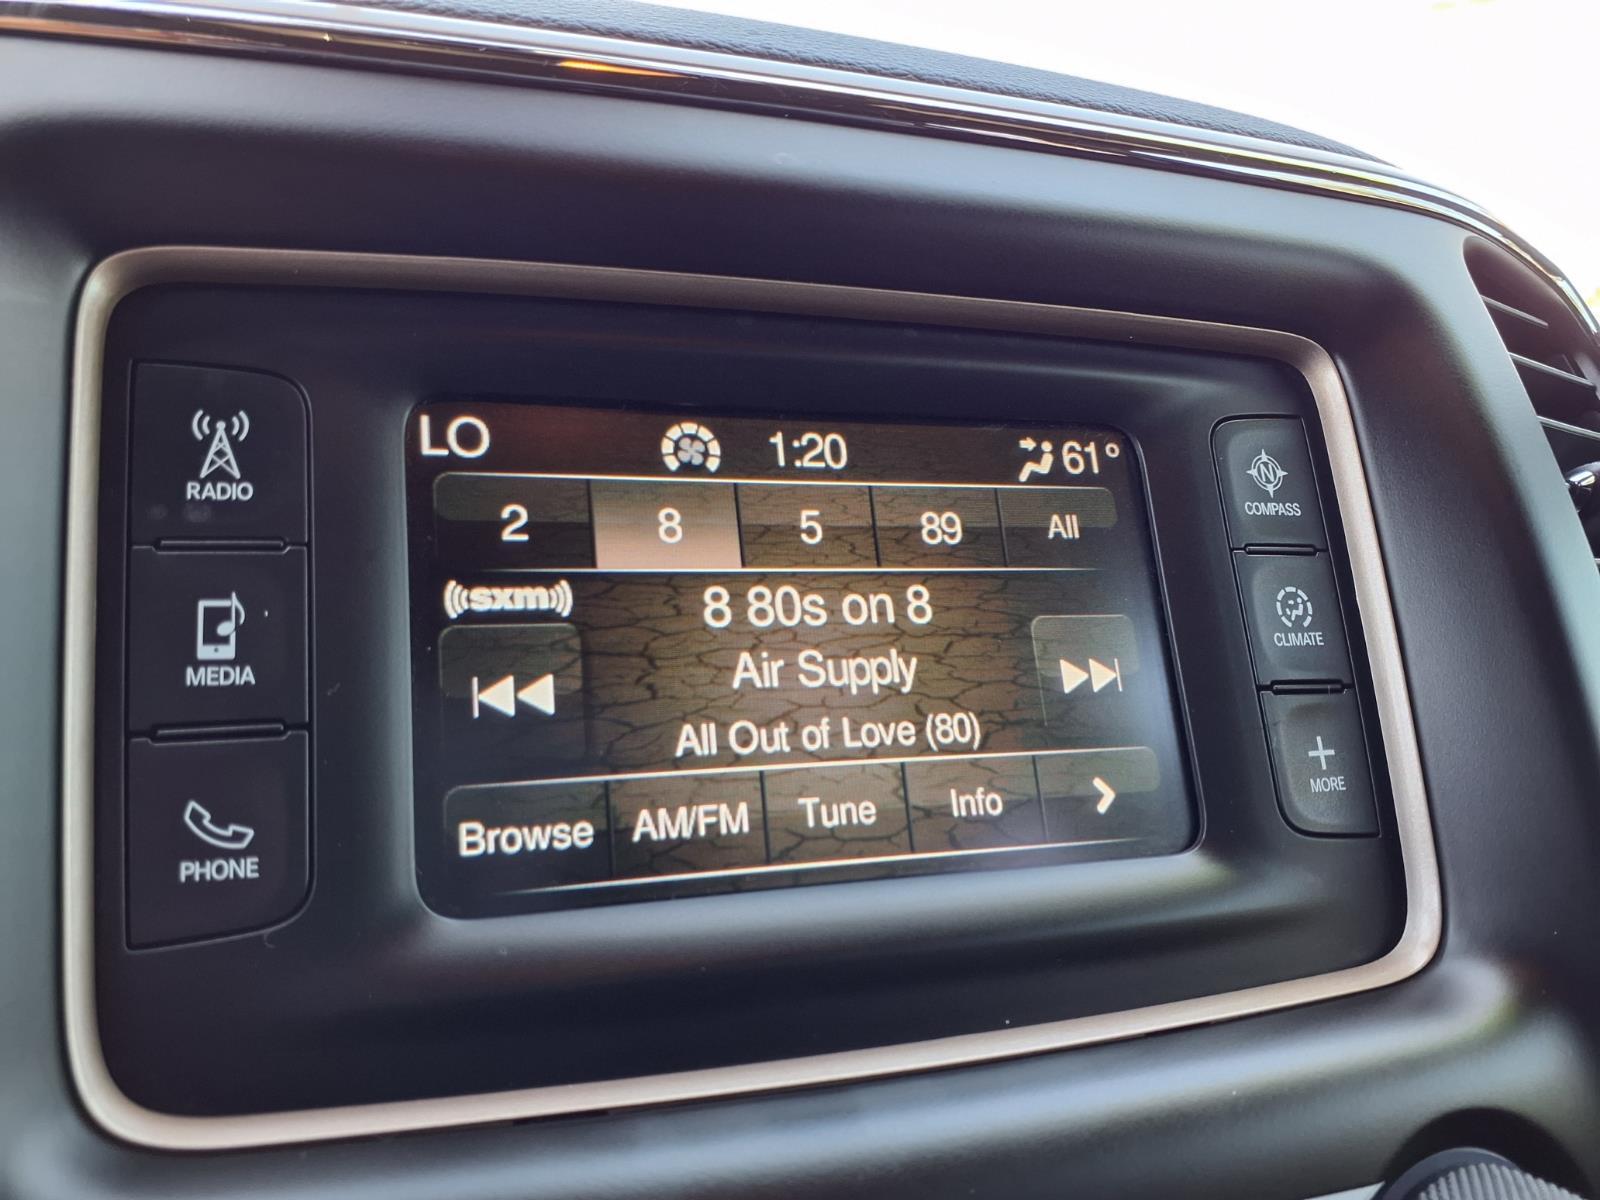 LO 1:20 61°
2 8 5 89 All
((sxm)) 8 80s on 8
Air Supply
All Out of Love (80)
Browse AM/FM Tune Info
RADIO
MEDIA
PHONE
N
COMPASS
CLIMATE
MORE